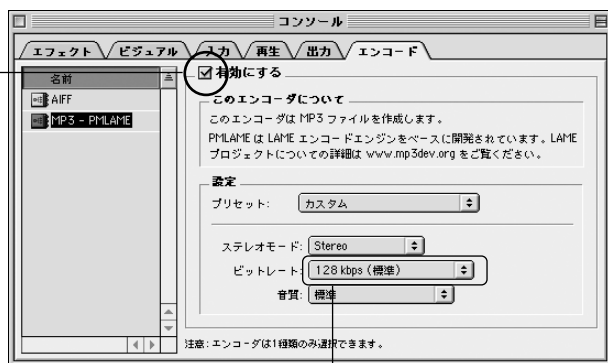 コンソール
エフェクト ビジュアル 入力 再生 出力 エンコード
名前
AIFF
MP3 - PMLAME
有効にする
このエンコーダについて
このエンコーダは MP3 ファイルを作成します。
PMLAME は LAME エンコードエンジンをベースに開発されています。LAME
プロジェクトについての詳細は www.mp3dev.org をご覧ください。
設定
プリセット: カスタム
ステレオモード: Stereo
ビットレート: 128 kbps (標準)
音質: 標準
注意: エンコーダは1種類のみ選択できます。